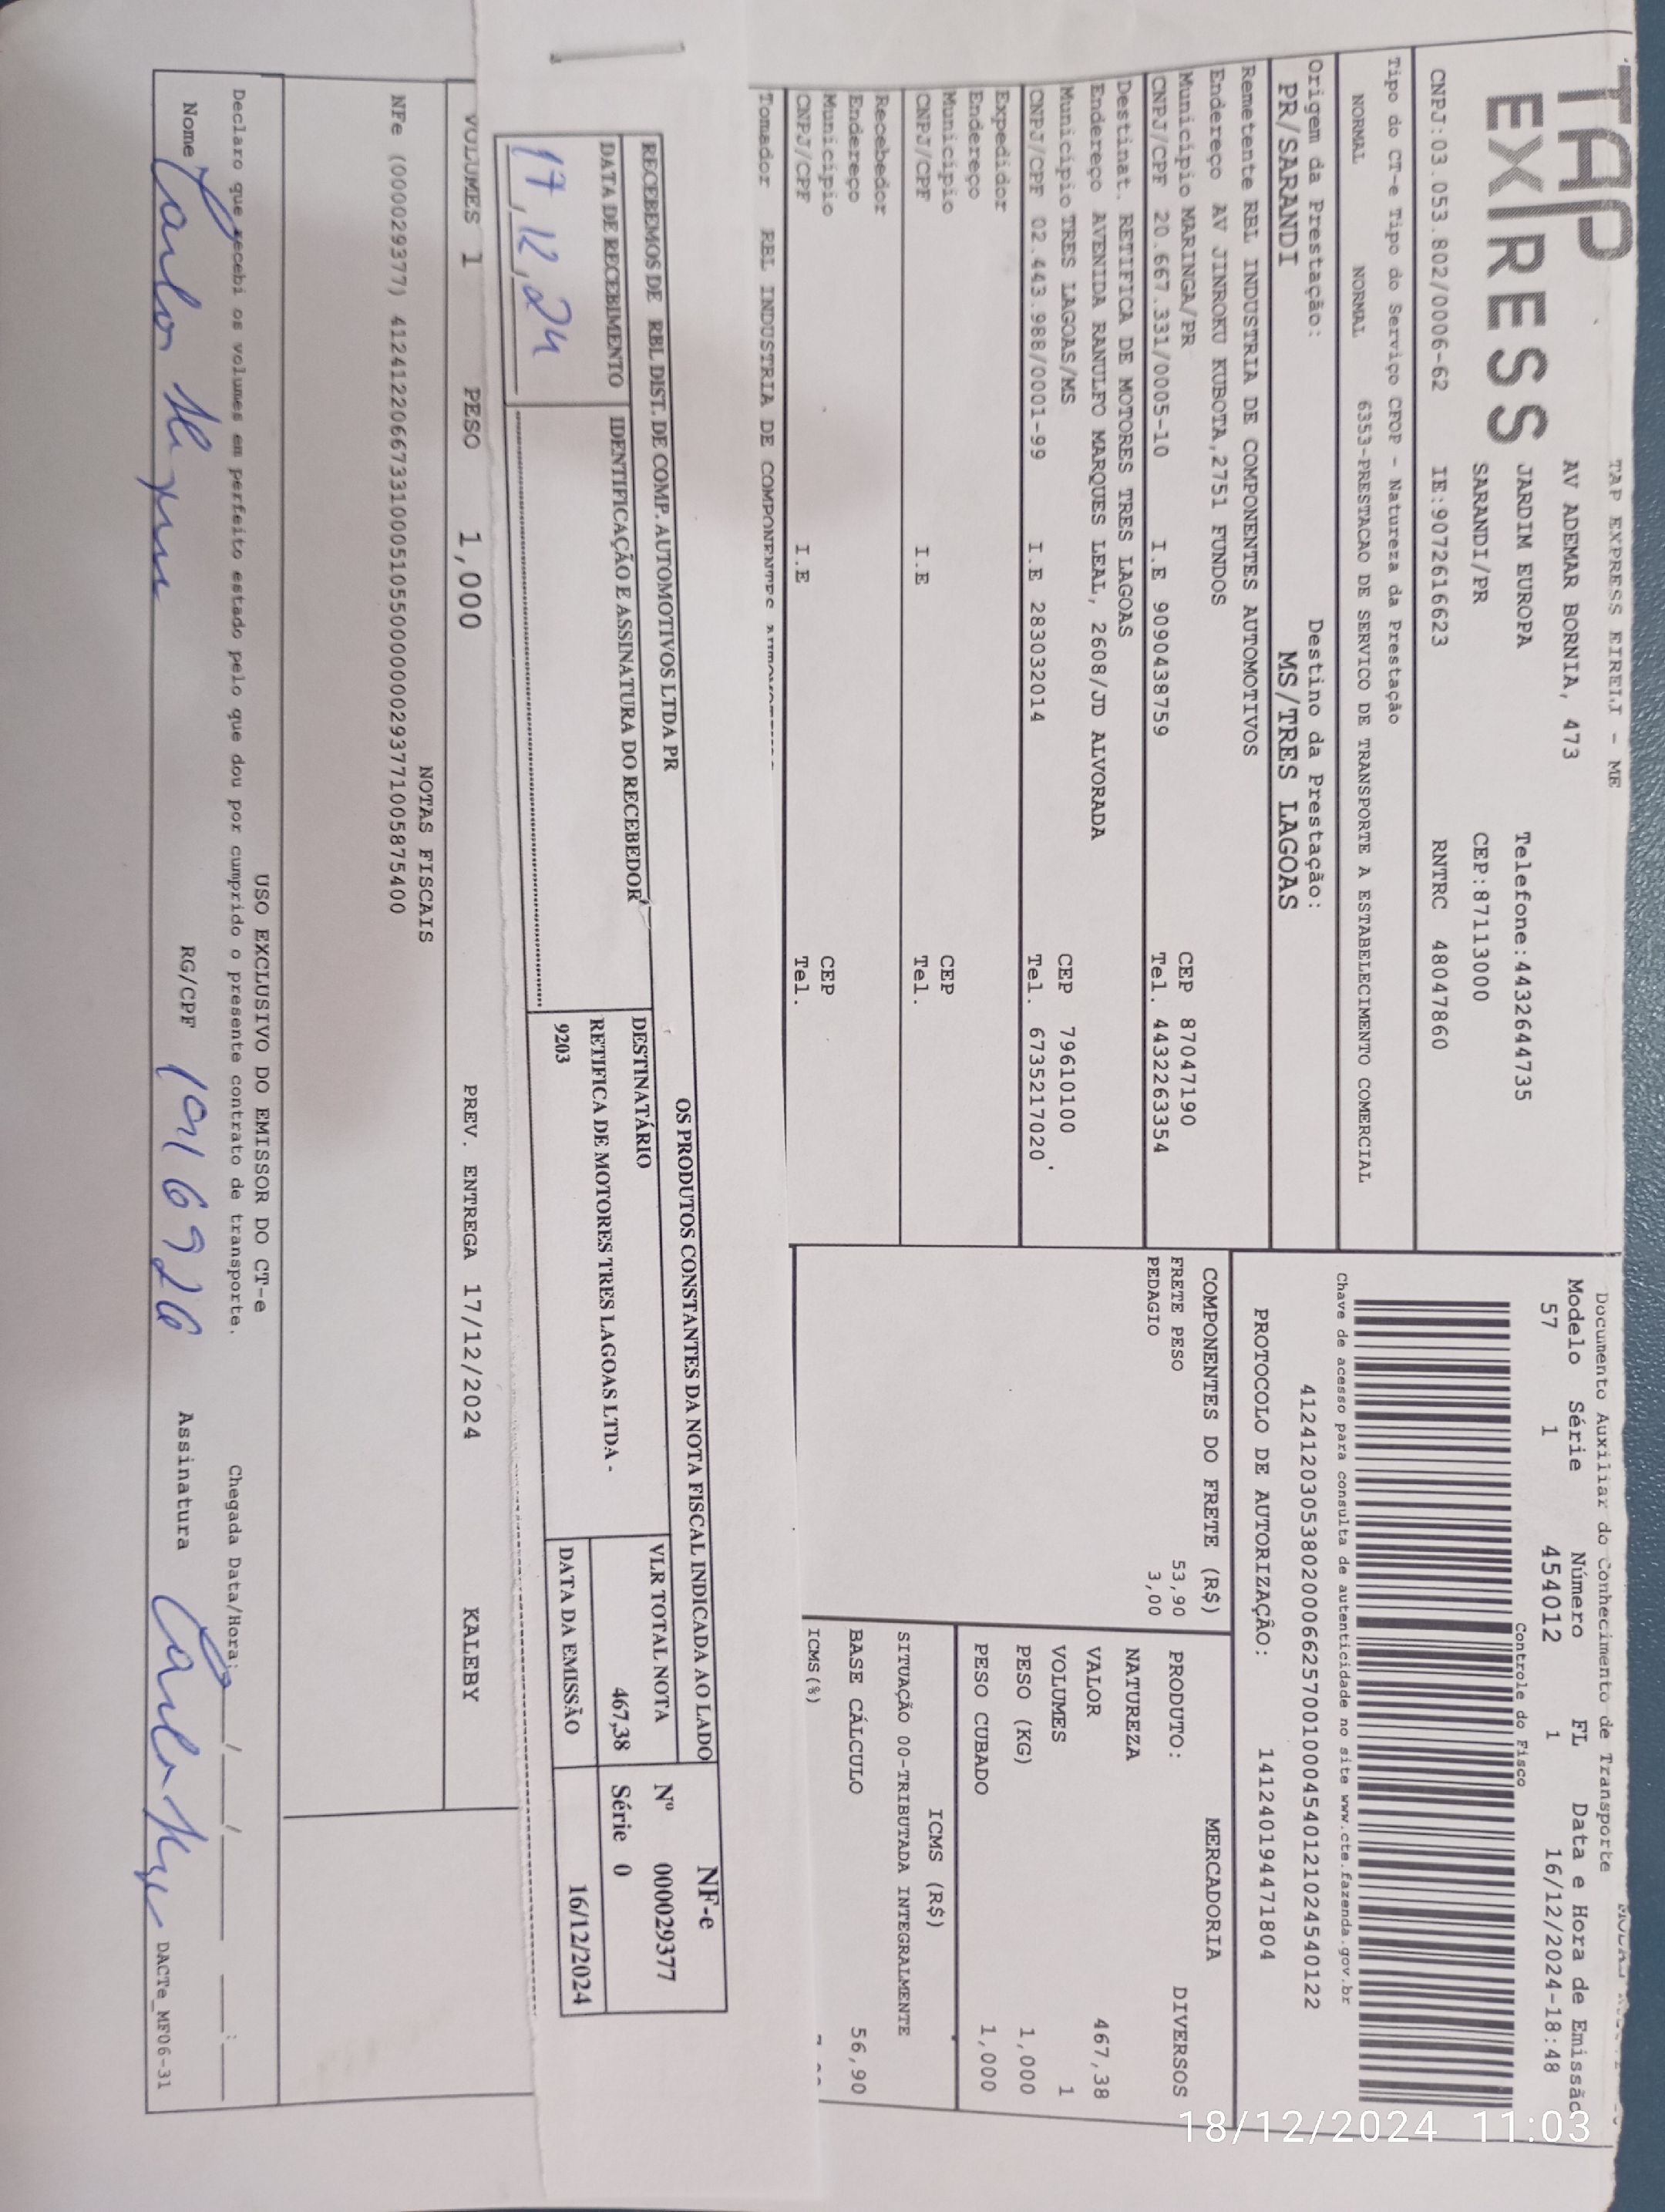 TAP
EXPRESS
TAP EXPRESS EIRELI - ME
AV ADEMAR BORNIA, 473
JARDIM EUROPA Telefone:4432644735
SARANDI/PR CEP:87113000
CNPJ:03.053.802/0006-62 IE:9072616623 RNTRC 48047860
Tipo do CT-e Tipo do Serviço CFOP - Natureza da Prestação
NORMAL NORMAL 6353-PRESTACAO DE SERVICO DE TRANSPORTE A ESTABELECIMENTO COMERCIAL
Origem da Prestação: Destino da Prestação:
PR/SARANDI MS/TRES LAGOAS
Documento Auxiliar do Conhecimento de Transporte
Modelo Série Número FL Data e Hora de Emissão
57 1 454012 1 16/12/2024-18:48
Controle do Fisco
Chave de acesso para consulta de autenticidade no site www.cte.fazenda.gov.br
41241203053802000662570010004540121024540122
PROTOCOLO DE AUTORIZAÇÃO: 141240194471804
Remetente RBL INDUSTRIA DE COMPONENTES AUTOMOTIVOS
Endereço AV JINROKU KUBOTA,2751 FUNDOS
Municipio MARINGA/PR CEP 87047190
CNPJ/CPF 20.667.331/0005-10 I.E 9090438759 Tel. 4432263354
Destinat. RETIFICA DE MOTORES TRES LAGOAS
Endereço AVENIDA RANULFO MARQUES LEAL, 2608/JD ALVORADA
Municipio TRES LAGOAS/MS CEP 79610100
CNPJ/CPF 02.443.988/0001-99 I.E 283032014 Tel. 6735217020
Expedidor
Endereço
Municipio CEP
CNPJ/CPF I.E Tel.
Recebedor
Endereço
Municipio CEP
CNPJ/CPF I.E Tel.
Tomador RBL INDUSTRIA DE COMPONENTES
COMPONENTES DO FRETE (R$)
FRETE PESO 53,90
PEDAGIO 3,00
MERCADORIA
PRODUTO: DIVERSOS
NATUREZA
VALOR 467,38
VOLUMES 1
PESO (KG) 1,000
PESO CUBADO 1,000
ICMS (R$)
SITUAÇÃO 00-TRIBUTADA INTEGRALMENTE
BASE CÁLCULO 56,90
ICMS(%)
RECEBEMOS DE RBL DIST. DE COMP. AUTOMOTIVOS LTDA PR OS PRODUTOS CONSTANTES DA NOTA FISCAL INDICADA AO LADO
DATA DE RECEBIMENTO IDENTIFICAÇÃO E ASSINATURA DO RECEBEDOR
17,12,24
DESTINATÁRIO
RETIFICA DE MOTORES TRES LAGOAS LTDA -
9203
VLR TOTAL NOTA
467,38
DATA DA EMISSÃO
16/12/2024
NF-e
Nº 000029377
Série 0
VOLUMES 1 PESO 1,000 PREV. ENTREGA 17/12/2024 KALEBY
NOTAS FISCAIS
NFe (000029377) 41241220667331000510550000000293771005875400
USO EXCLUSIVO DO EMISSOR DO CT-e
Declaro que recebi os volumes em perfeito estado pelo que dou por cumprido o presente contrato de transporte. Chegada Data/Hora: __/__/__ __:__
Nome RG/CPF Assinatura DACTe_MF06-31
18/12/2024 11:03